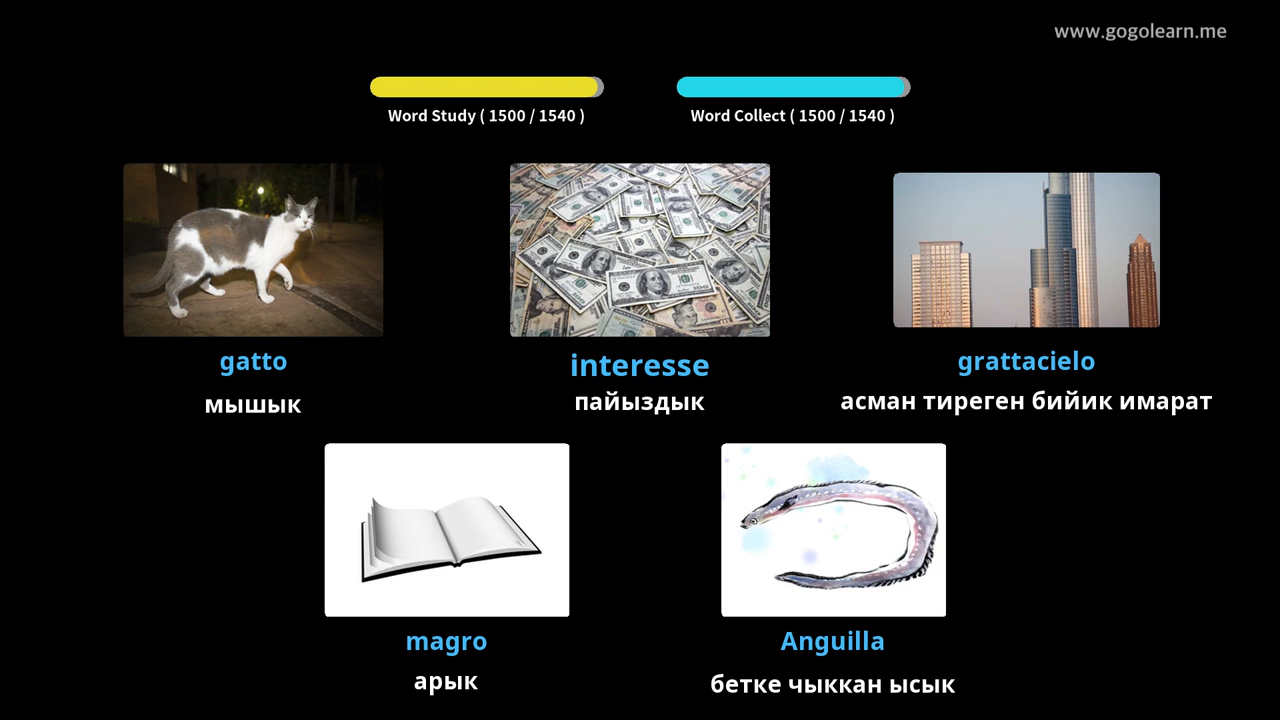 www.gogolearn.me
Word Study ( 1500 / 1540 )
Word Collect ( 1500 / 1540 )
gatto
мышык
interesse
пайыздык
grattacielo
асман тиреген бийик имарат
magro
арык
Anguilla
бетке чыккан ысык